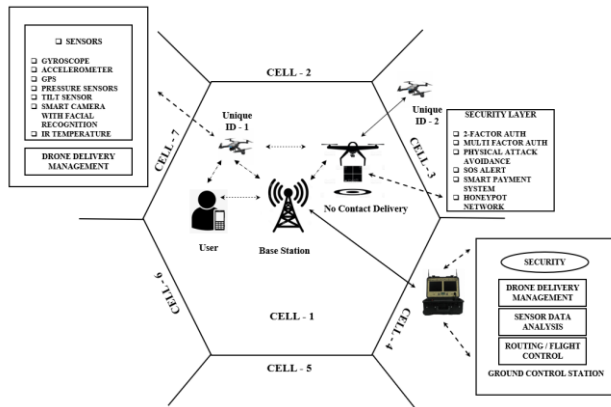 ❑ SENSORS
❑ GYROSCOPE
❑ ACCELEROMETER
❑ GPS
❑ PRESSURE SENSORS
❑ TILT SENSOR
❑ SMART CAMERA
WITH FACIAL
RECOGNITION
❑ IR TEMPERATURE
DRONE DELIVERY
MANAGEMENT
CELL - 2
CELL - 7
Unique
ID - 1
Unique
ID - 2
CELL - 3
SECURITY LAYER
❑ 2-FACTOR AUTH
❑ MULTI FACTOR AUTH
❑ PHYSICAL ATTACK
AVOIDANCE
❑ SOS ALERT
❑ SMART PAYMENT
SYSTEM
❑ HONEYPOT
NETWORK
No Contact Delivery
User
Base Station
CELL - 6
CELL - 1
CELL - 4
CELL - 5
SECURITY
DRONE DELIVERY
MANAGEMENT
SENSOR DATA
ANALYSIS
ROUTING / FLIGHT
CONTROL
GROUND CONTROL STATION